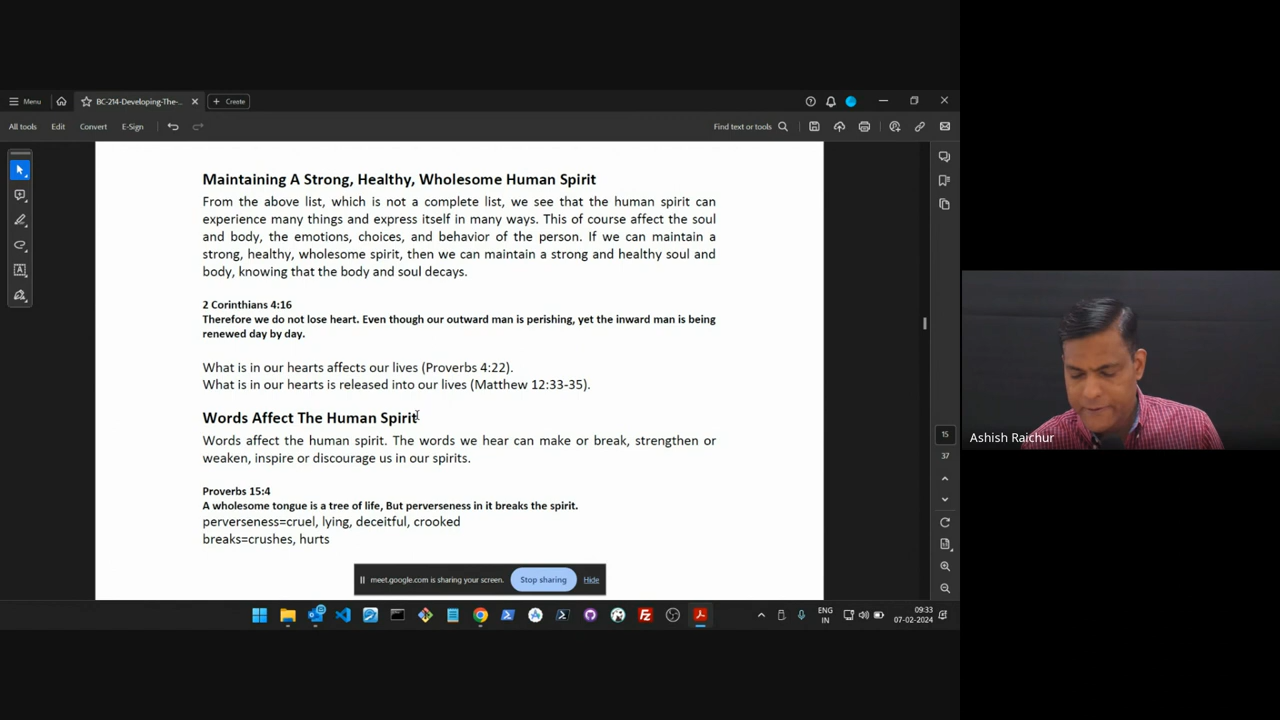 Menu
BC-214-Developing-The-...
Create
All tools
Edit
Convert
E-Sign
Find text or tools
Maintaining A Strong, Healthy, Wholesome Human Spirit
From the above list, which is not a complete list, we see that the human spirit can
experience many things and express itself in many ways. This of course affect the soul
and body, the emotions, choices, and behavior of the person. If we can maintain a
strong, healthy, wholesome spirit, then we can maintain a strong and healthy soul and
body, knowing that the body and soul decays.
2 Corinthians 4:16
Therefore we do not lose heart. Even though our outward man is perishing, yet the inward man is being
renewed day by day.
What is in our hearts affects our lives (Proverbs 4:22).
What is in our hearts is released into our lives (Matthew 12:33-35).
Words Affect The Human Spirit
Words affect the human spirit. The words we hear can make or break, strengthen or
weaken, inspire or discourage us in our spirits.
Proverbs 15:4
A wholesome tongue is a tree of life, But perverseness in it breaks the spirit.
perverseness=cruel, lying, deceitful, crooked
breaks=crushes, hurts
15
37
Ashish Raichur
meet.google.com is sharing your screen.
Stop sharing
Hide
ENG
IN
09:33
07-02-2024